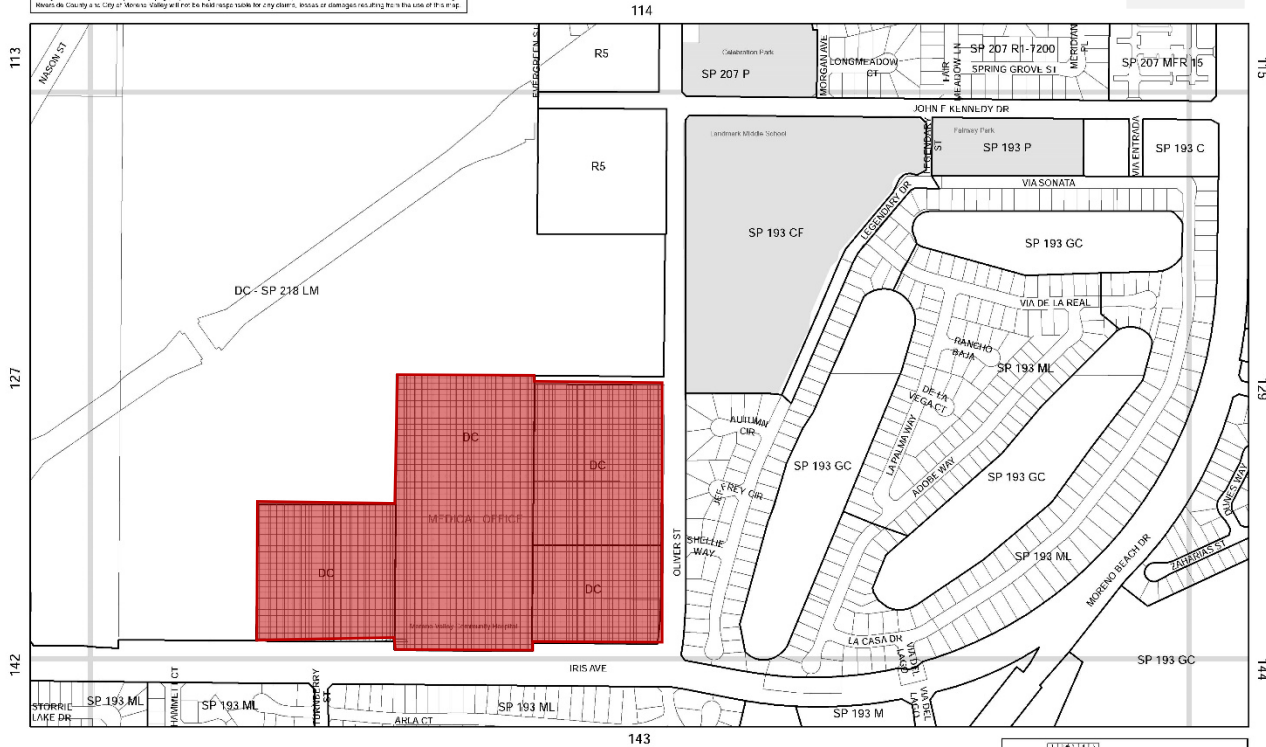 Riverside County and City of Moreno Valley will not be held responsible for any claims, losses or damages resulting from the use of this map.
114
113
115
NASON ST
EVERGREEN ST
R5
Celebration Park
SP 207 P
MORGAN AVE
LONGMEADOW
CT
FAIR
MEADOW LN
SP 207 R1-7200
SPRING GROVE ST
MERIDIAN
PL
SP 207 MFR 15
JOHN F KENNEDY DR
Landmark Middle School
LEGENDARY
ST
Fairway Park
SP 193 P
VIA ENTRADA
SP 193 C
R5
VIA SONATA
LEGENDARY DR
SP 193 CF
SP 193 GC
DC - SP 218 LM
VIA DE LA REAL
RANCHO
BAJA
SP 193 ML
127
129
DE LA
VEGA CT
DC
AUTUMN
CIR
LA PALMA WAY
DC
SP 193 GC
ADOBE WAY
SP 193 GC
JEFFREY CIR
DUNES WAY
MEDICAL OFFICE
OLIVER ST
SHELLIE
WAY
SP 193 ML
ZAHARIAS ST
MORENO BEACH DR
DC
DC
Moreno Valley Community Hospital
LA CASA DR
VIA DEL
LAGO
142
144
IRIS AVE
SP 193 GC
HAMMETT CT
TURNBERRY
ST
SP 193 ML
SP 193 ML
SP 193 ML
STORRIE
LAKE DR
ARLA CT
SP 193 M
VIA DEL
LAGO
143